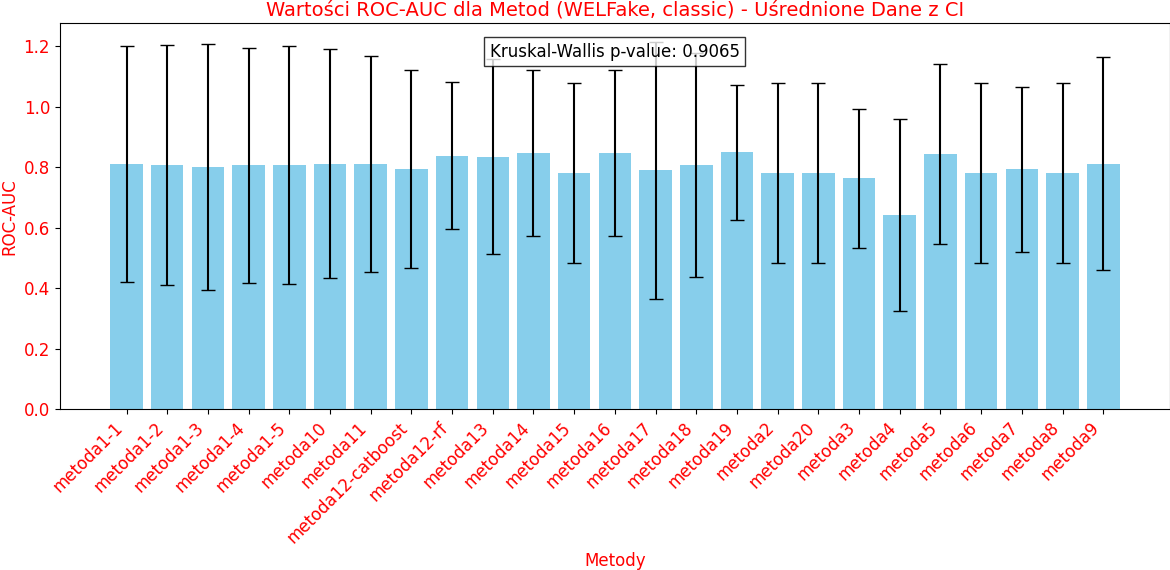 Wartości ROC-AUC dla Metod (WELFake, classic) - Uśrednione Dane z CI
Kruskal-Wallis p-value: 0.9065
ROC-AUC
1.2
1.0
0.8
0.6
0.4
0.2
0.0
metoda1-1
metoda1-2
metoda1-3
metoda1-4
metoda1-5
metoda10
metoda11
metoda12-catboost
metoda12-rf
metoda13
metoda14
metoda15
metoda16
metoda17
metoda18
metoda19
metoda2
metoda20
metoda3
metoda4
metoda5
metoda6
metoda7
metoda8
metoda9
Metody